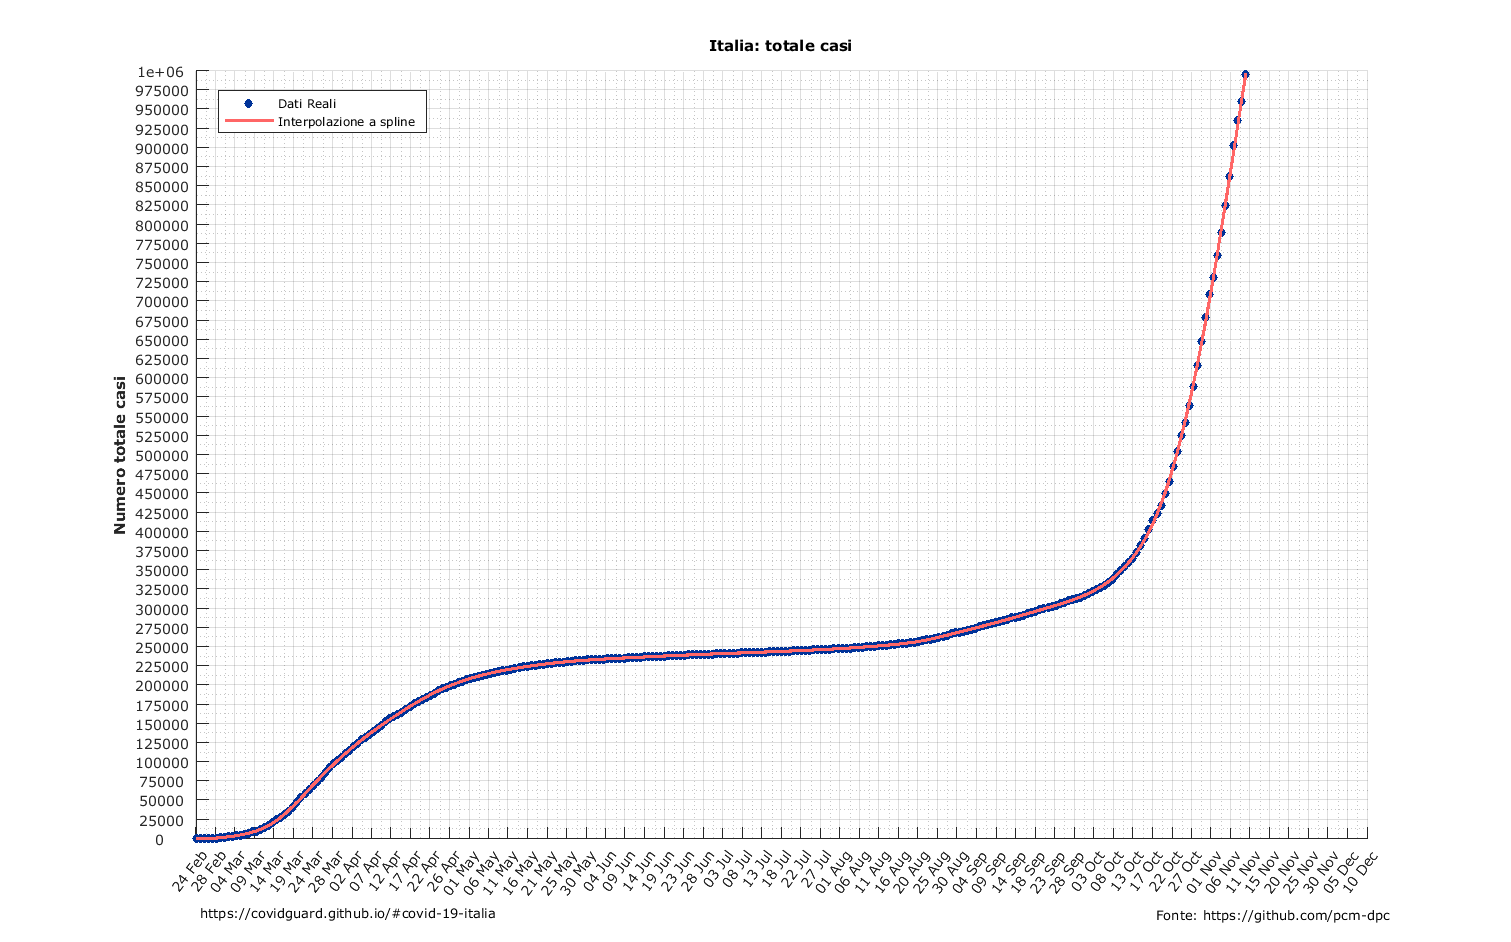 Italia: totale casi
Dati Reali
Interpolazione a spline
Numero totale casi
1e+06
975000
950000
925000
900000
875000
850000
825000
800000
775000
750000
725000
700000
675000
650000
625000
600000
575000
550000
525000
500000
475000
450000
425000
400000
375000
350000
325000
300000
275000
250000
225000
200000
175000
150000
125000
100000
75000
50000
25000
0
24 Feb
28 Feb
04 Mar
09 Mar
14 Mar
19 Mar
24 Mar
28 Mar
02 Apr
07 Apr
12 Apr
17 Apr
22 Apr
26 Apr
01 May
06 May
11 May
16 May
21 May
25 May
30 May
04 Jun
09 Jun
14 Jun
19 Jun
23 Jun
28 Jun
03 Jul
08 Jul
13 Jul
18 Jul
22 Jul
27 Jul
01 Aug
06 Aug
11 Aug
16 Aug
20 Aug
25 Aug
30 Aug
04 Sep
09 Sep
14 Sep
18 Sep
23 Sep
28 Sep
03 Oct
08 Oct
13 Oct
17 Oct
22 Oct
27 Oct
01 Nov
06 Nov
11 Nov
15 Nov
20 Nov
25 Nov
30 Nov
05 Dec
10 Dec
https://covidguard.github.io/#covid-19-italia
Fonte: https://github.com/pcm-dpc